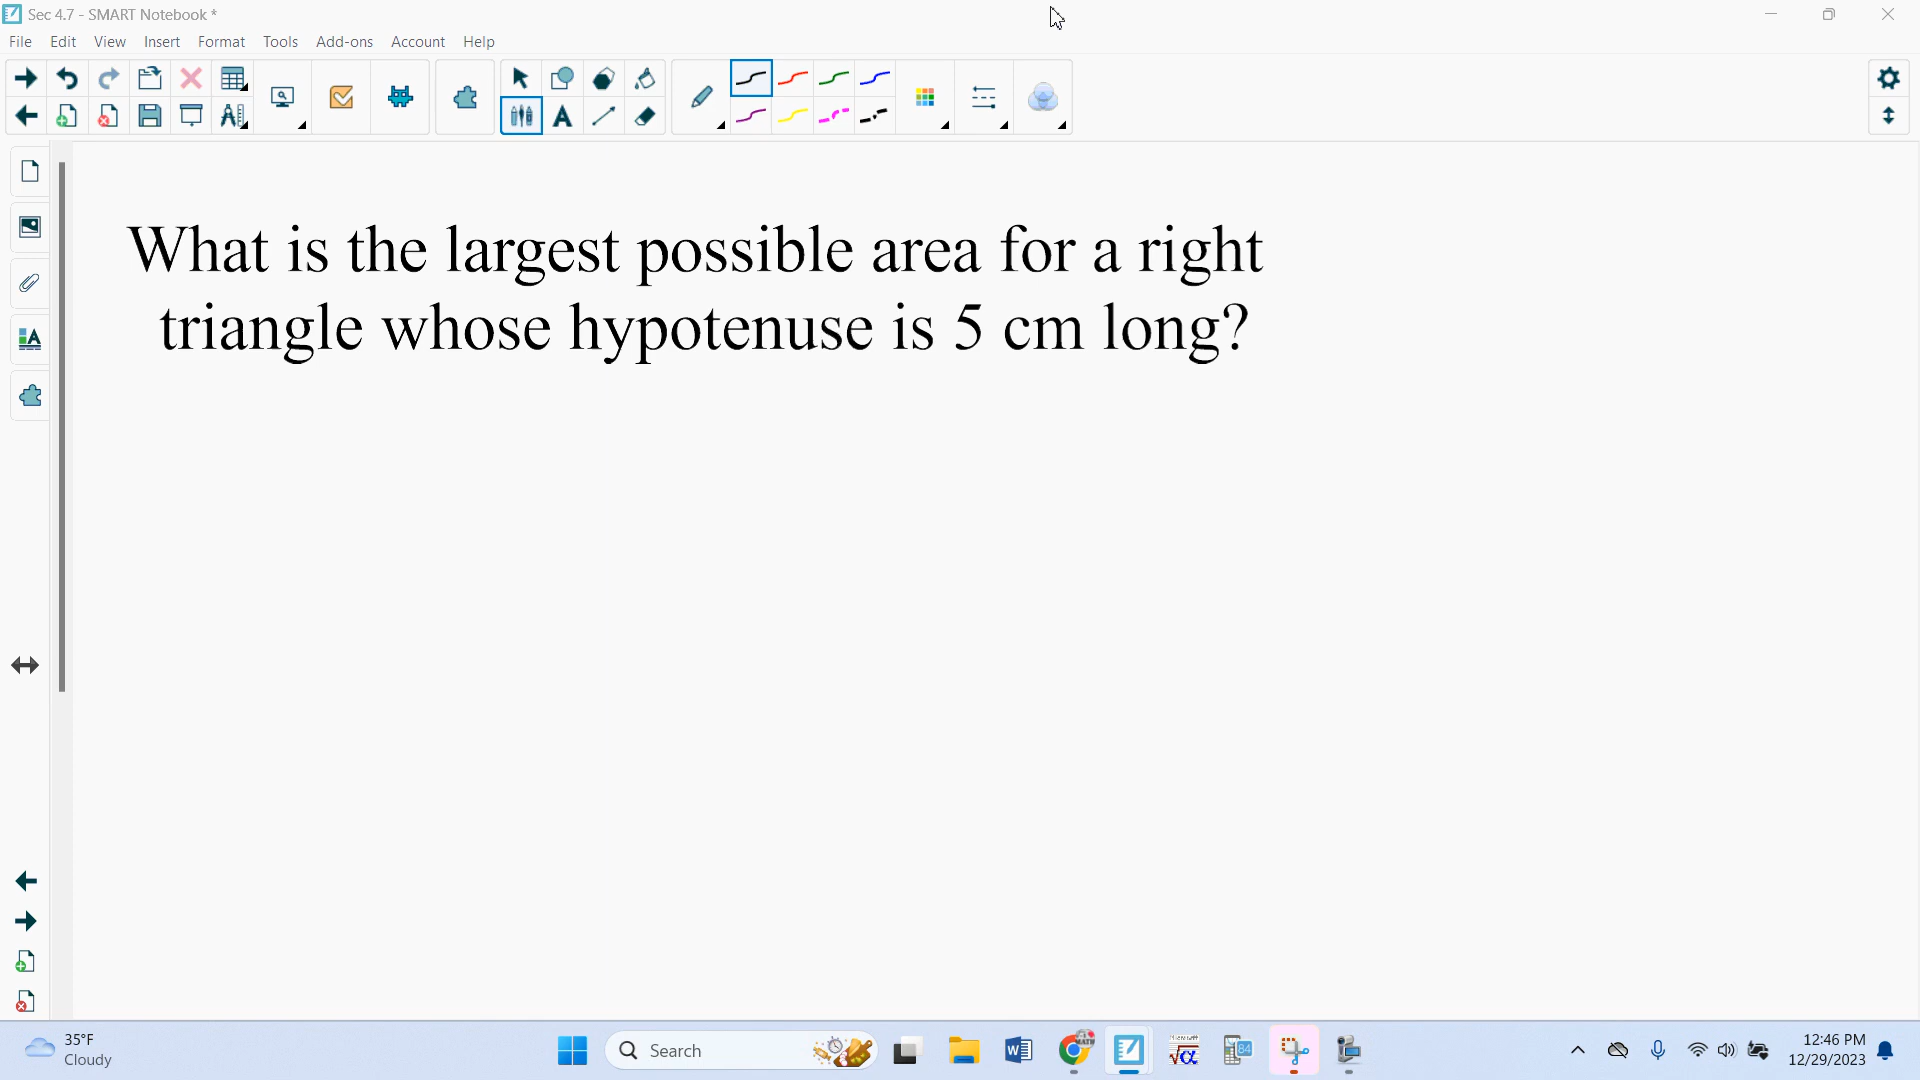 Sec 4.7 - SMART Notebook *
File Edit View Insert Format Tools Add-ons Account Help
What is the largest possible area for a right
triangle whose hypotenuse is 5 cm long?
35°F
Cloudy
Search
12:46 PM
12/29/2023